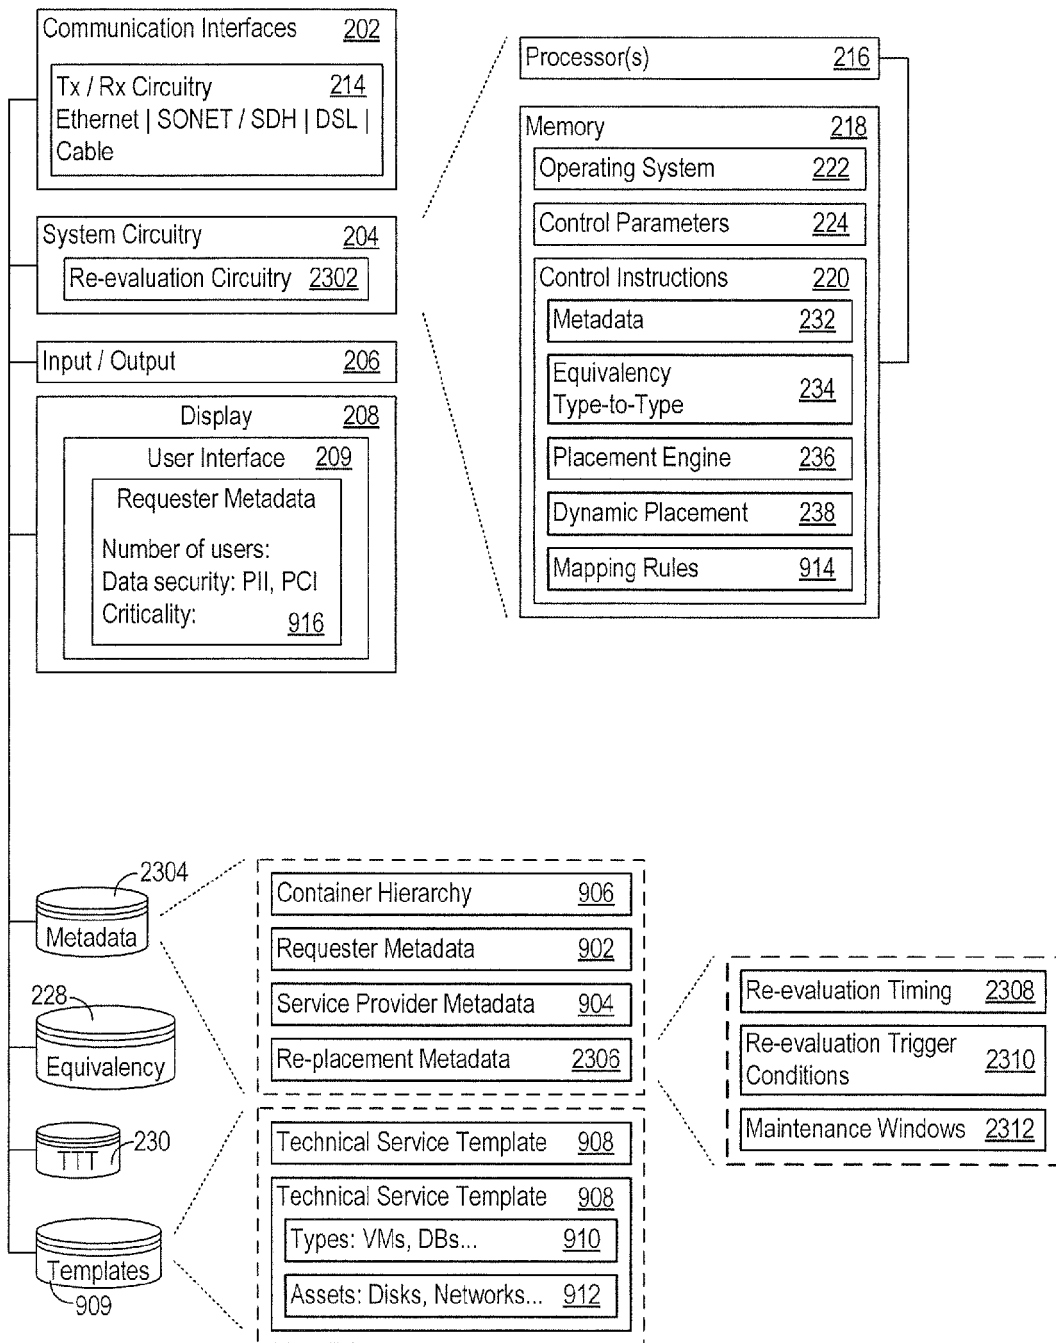 Communication Interfaces 202
Tx / Rx Circuitry 214
Ethernet | SONET / SDH | DSL |
Cable
System Circuitry 204
Re-evaluation Circuitry 2302
Input / Output 206
Display 208
User Interface 209
Requester Metadata
Number of users:
Data security: PII, PCI
Criticality: 916
Processor(s) 216
Memory 218
Operating System 222
Control Parameters 224
Control Instructions 220
Metadata 232
Equivalency
Type-to-Type 234
Placement Engine 236
Dynamic Placement 238
Mapping Rules 914
2304
Metadata
228
Equivalency
TTT 230
Templates
909
Container Hierarchy 906
Requester Metadata 902
Service Provider Metadata 904
Re-placement Metadata 2306
Technical Service Template 908
Technical Service Template 908
Types: VMs, DBs... 910
Assets: Disks, Networks... 912
Re-evaluation Timing 2308
Re-evaluation Trigger
Conditions 2310
Maintenance Windows 2312